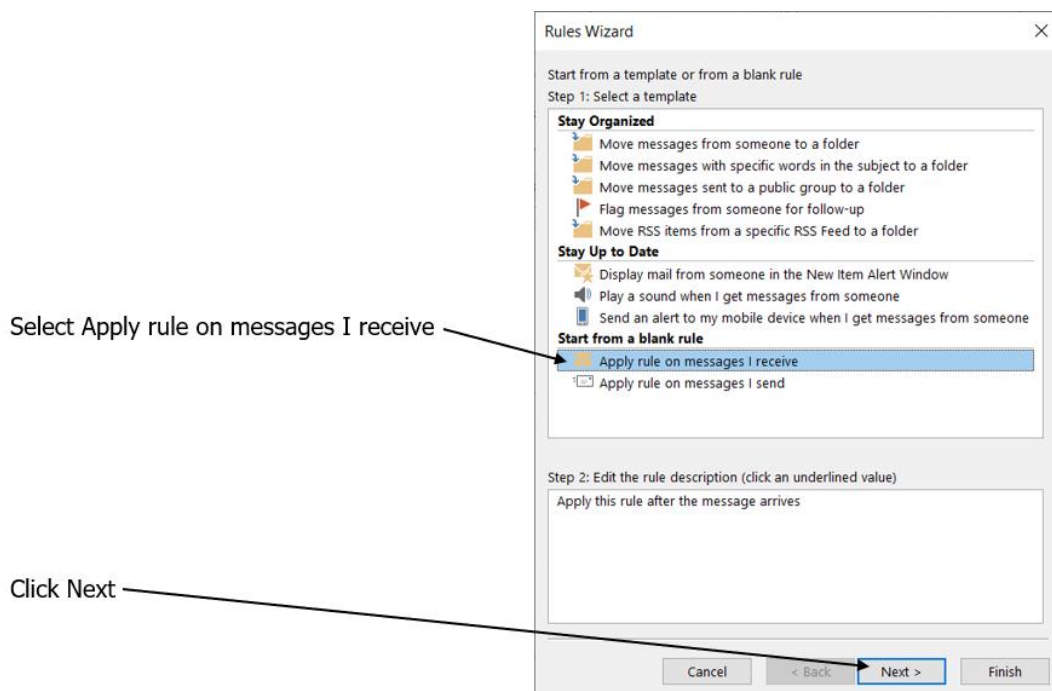 Rules Wizard
Start from a template or from a blank rule
Step 1: Select a template
Stay Organized
Move messages from someone to a folder
Move messages with specific words in the subject to a folder
Move messages sent to a public group to a folder
Flag messages from someone for follow-up
Move RSS items from a specific RSS Feed to a folder
Stay Up to Date
Display mail from someone in the New Item Alert Window
Play a sound when I get messages from someone
Send an alert to my mobile device when I get messages from someone
Start from a blank rule
Apply rule on messages I receive
Apply rule on messages I send
Select Apply rule on messages I receive
Step 2: Edit the rule description (click an underlined value)
Apply this rule after the message arrives
Click Next
Cancel
< Back
Next >
Finish